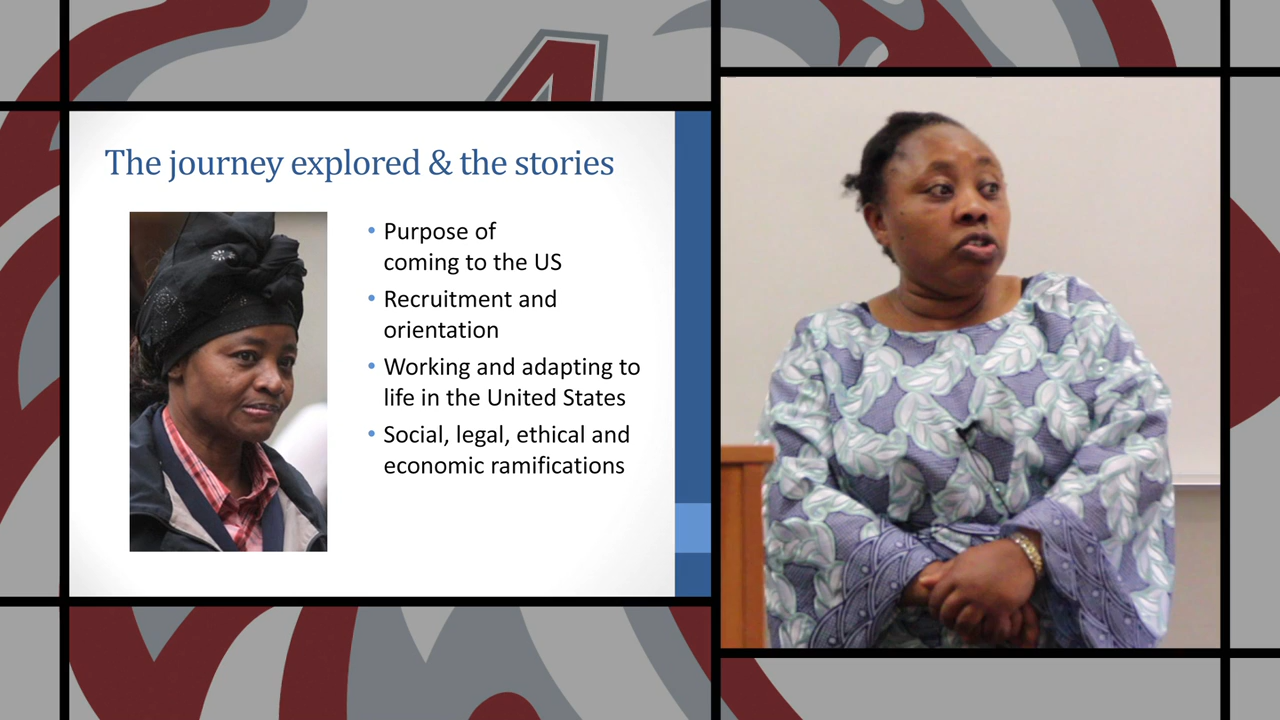 The journey explored & the stories
• Purpose of
coming to the US
• Recruitment and
orientation
• Working and adapting to
life in the United States
• Social, legal, ethical and
economic ramifications